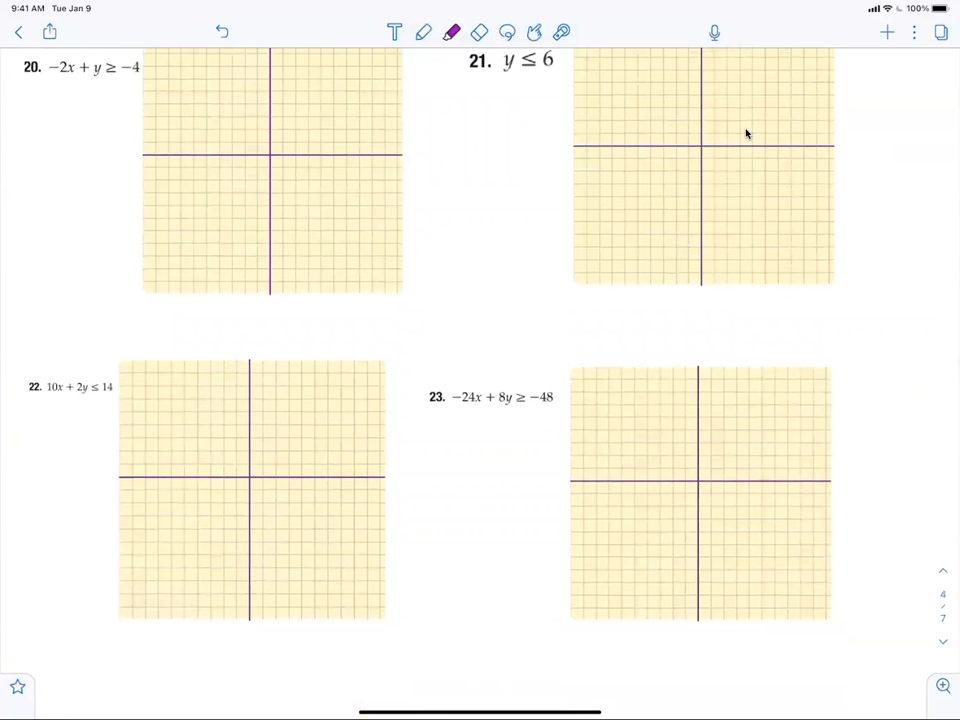 9:41 AM Tue Jan 9
100%
20. −2x + y ≥ −4
21. y ≤ 6
22. 10x + 2y ≤ 14
23. −24x + 8y ≥ −48
4
/
7